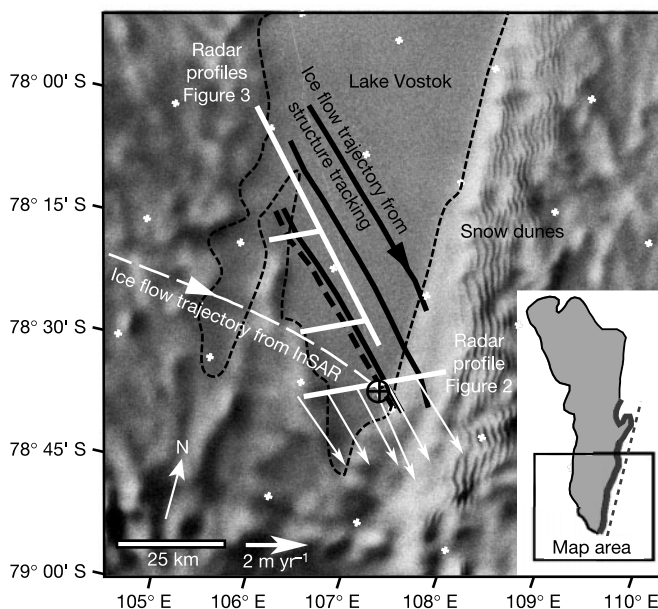 Radar
profiles
Figure 3
Lake Vostok
Ice flow trajectory from
structure tracking
Snow dunes
Ice flow trajectory from InSAR
Radar
profile
Figure 2
N
25 km
2 m yr⁻¹
Map area
78° 00' S
78° 15' S
78° 30' S
78° 45' S
79° 00' S
105° E
106° E
107° E
108° E
109° E
110° E